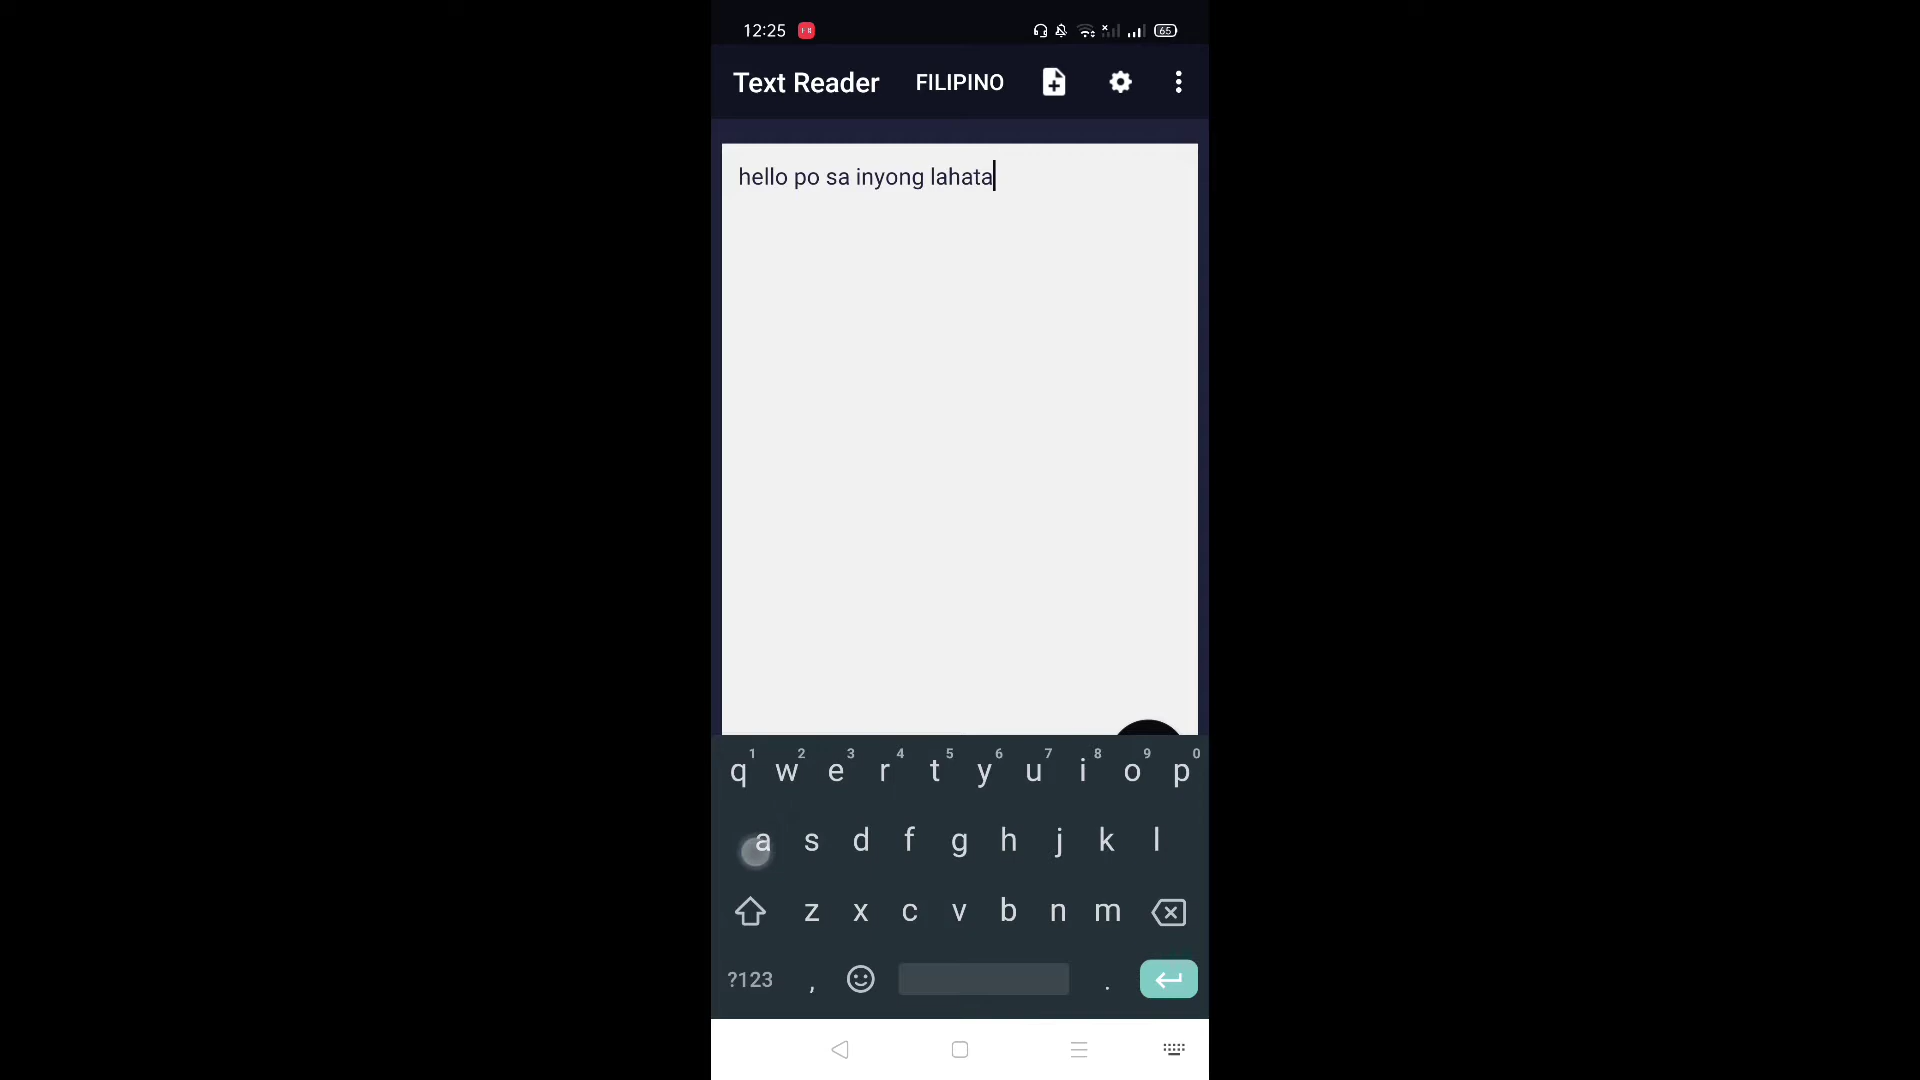 12:25
65
Text Reader FILIPINO
hello po sa inyong lahata
1 2 3 4 5 6 7 8 9 0
q w e r t y u i o p
a s d f g h j k l
z x c v b n m
?123 , .